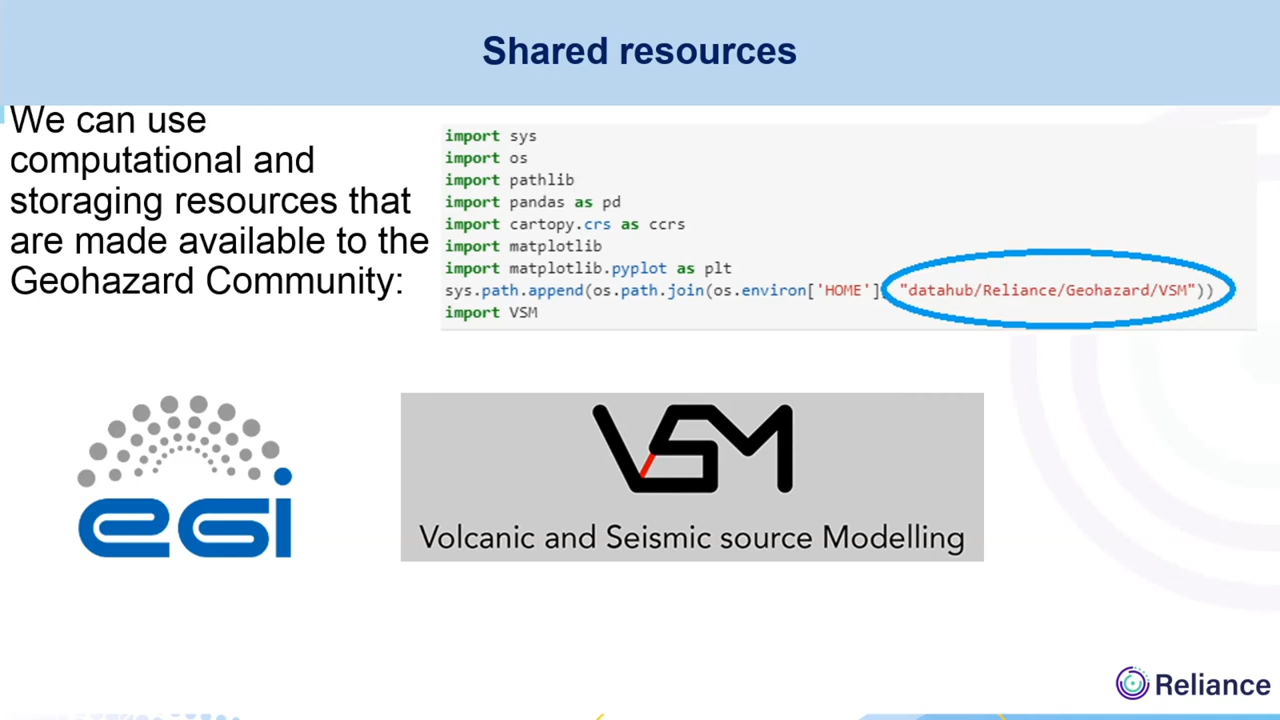 Shared resources
We can use
computational and
storaging resources that
are made available to the
Geohazard Community:
import sys
import os
import pathlib
import pandas as pd
import cartopy.crs as ccrs
import matplotlib
import matplotlib.pyplot as plt
sys.path.append(os.path.join(os.environ['HOME'] "datahub/Reliance/Geohazard/VSM"))
import VSM
egi
VSM
Volcanic and Seismic source Modelling
Reliance